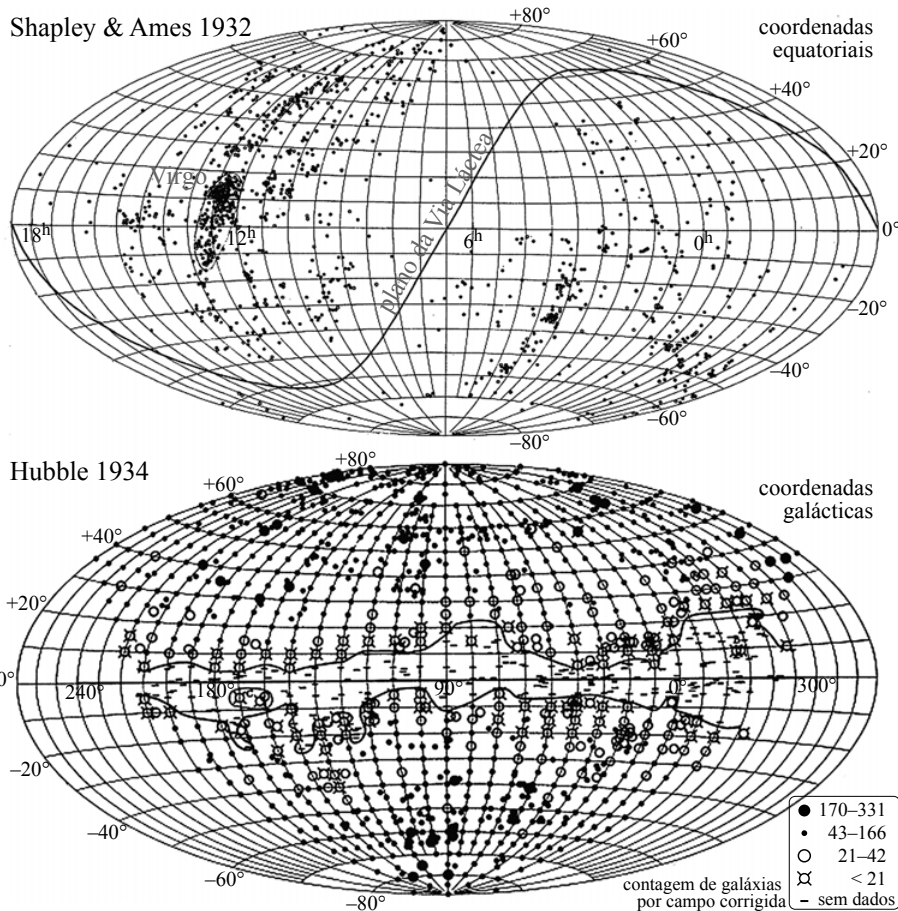 Shapley & Ames 1932
+80°
coordenadas
equatoriais
+60°
+40°
+20°
Virgo
plano da Via Láctea
18h
12h
6h
0h
0°
–20°
–40°
–60°
–80°
Hubble 1934
+80°
coordenadas
galácticas
+60°
+40°
+20°
0°
240°
180°
90°
0°
300°
–20°
–40°
–60°
–80°
170–331
43–166
21–42
< 21
sem dados
contagem de galáxias
por campo corrigida